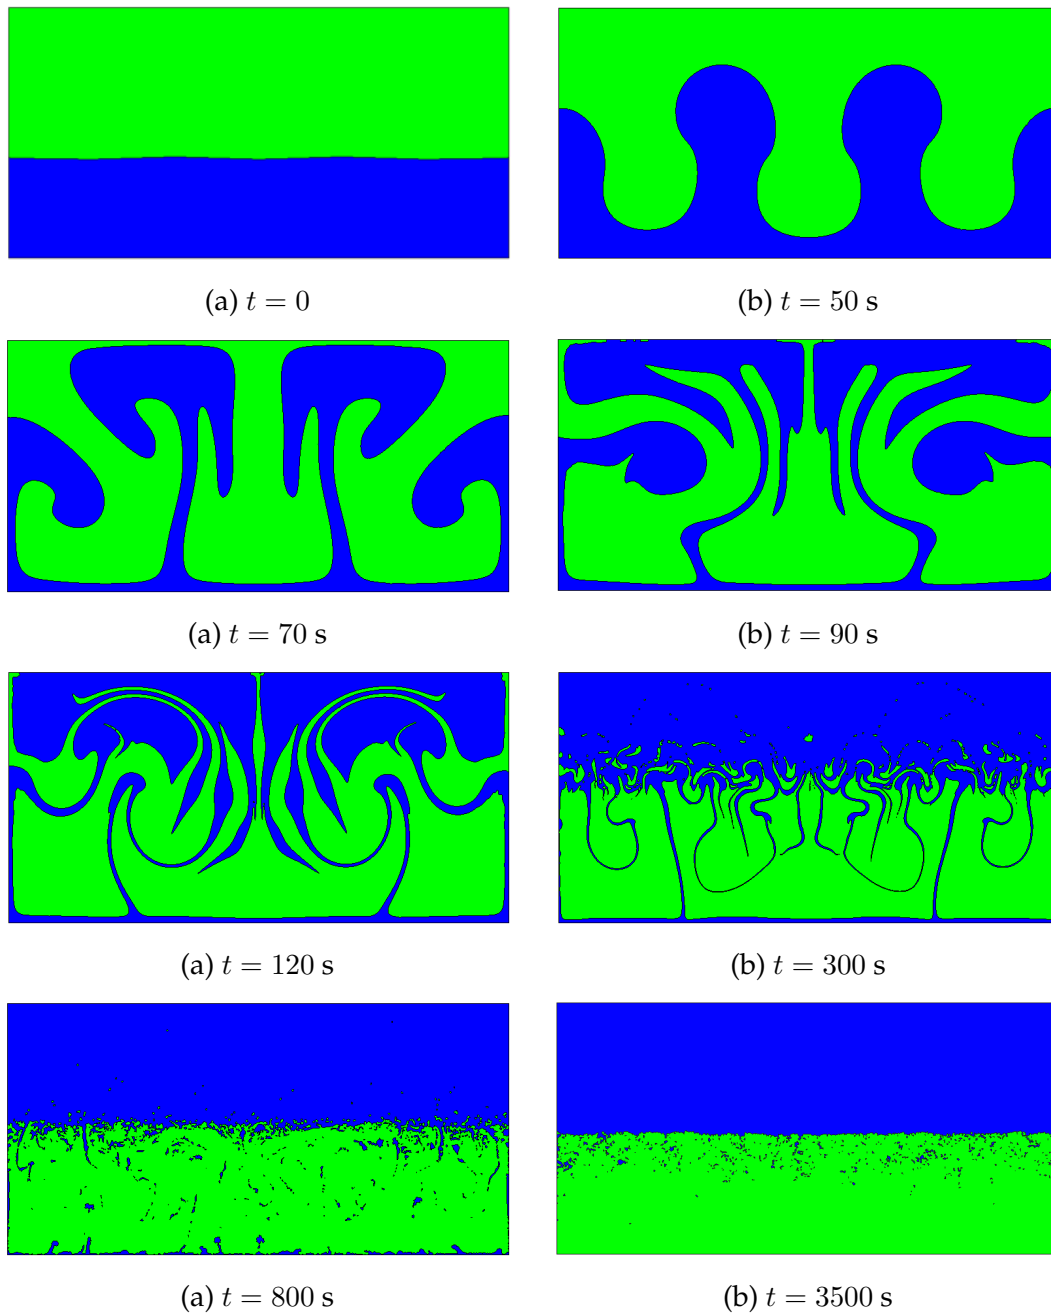 (a) t = 0
(b) t = 50 s
(a) t = 70 s
(b) t = 90 s
(a) t = 120 s
(b) t = 300 s
(a) t = 800 s
(b) t = 3500 s